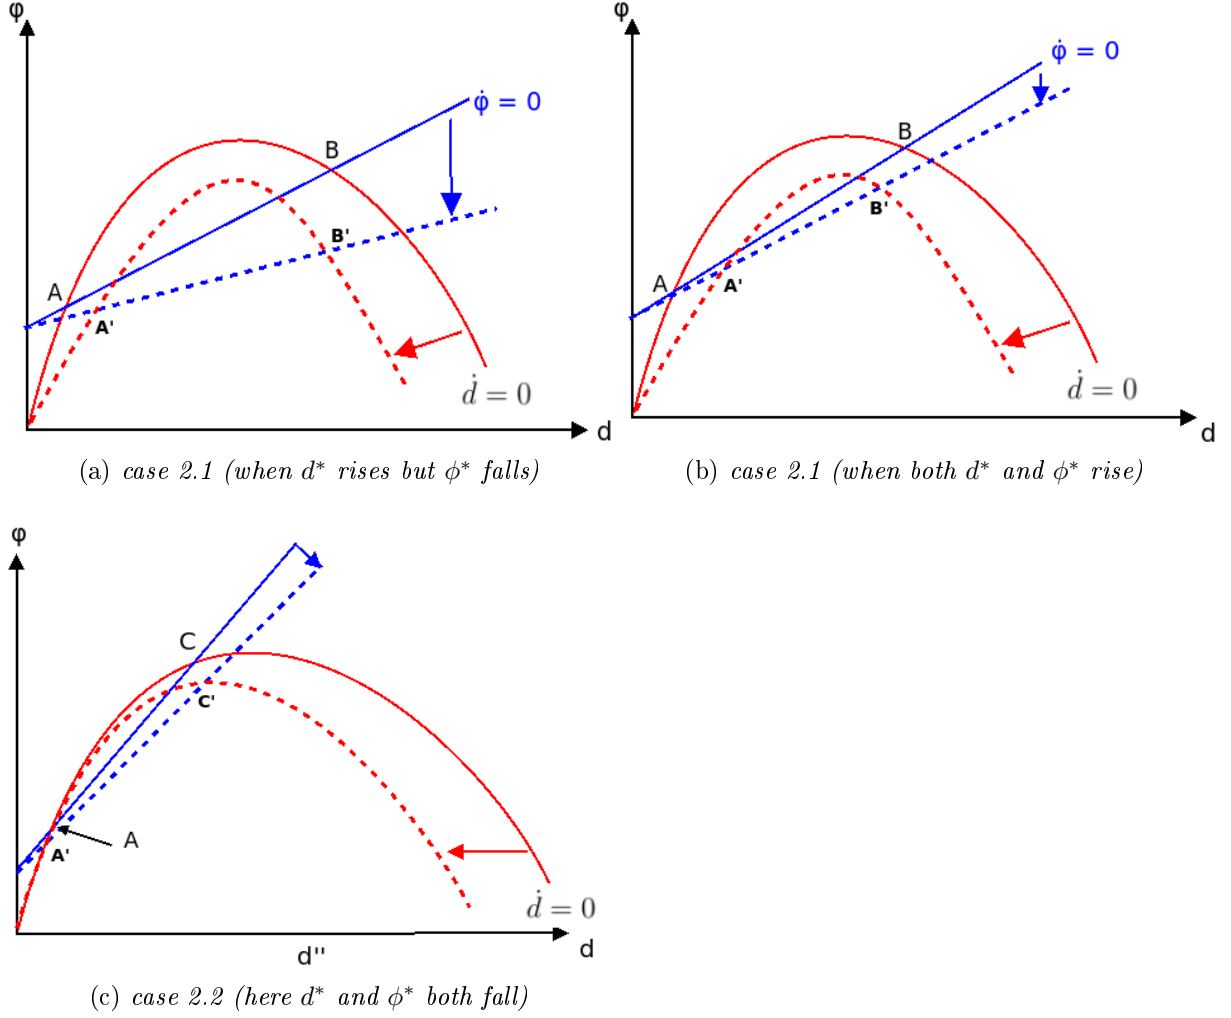 φ
φ̇ = 0
B
B'
A
A'
ḋ = 0
d
(a) case 2.1 (when d* rises but ϕ* falls)
φ
φ̇ = 0
B
B'
A
A'
ḋ = 0
d
(b) case 2.1 (when both d* and ϕ* rise)
φ
C
C'
A
A'
ḋ = 0
d
d''
(c) case 2.2 (here d* and ϕ* both fall)